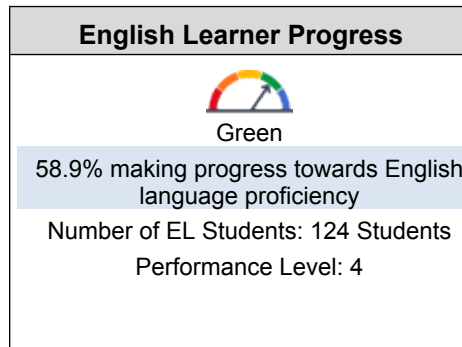 English Learner Progress
Green
58.9% making progress towards English
language proficiency
Number of EL Students: 124 Students
Performance Level: 4